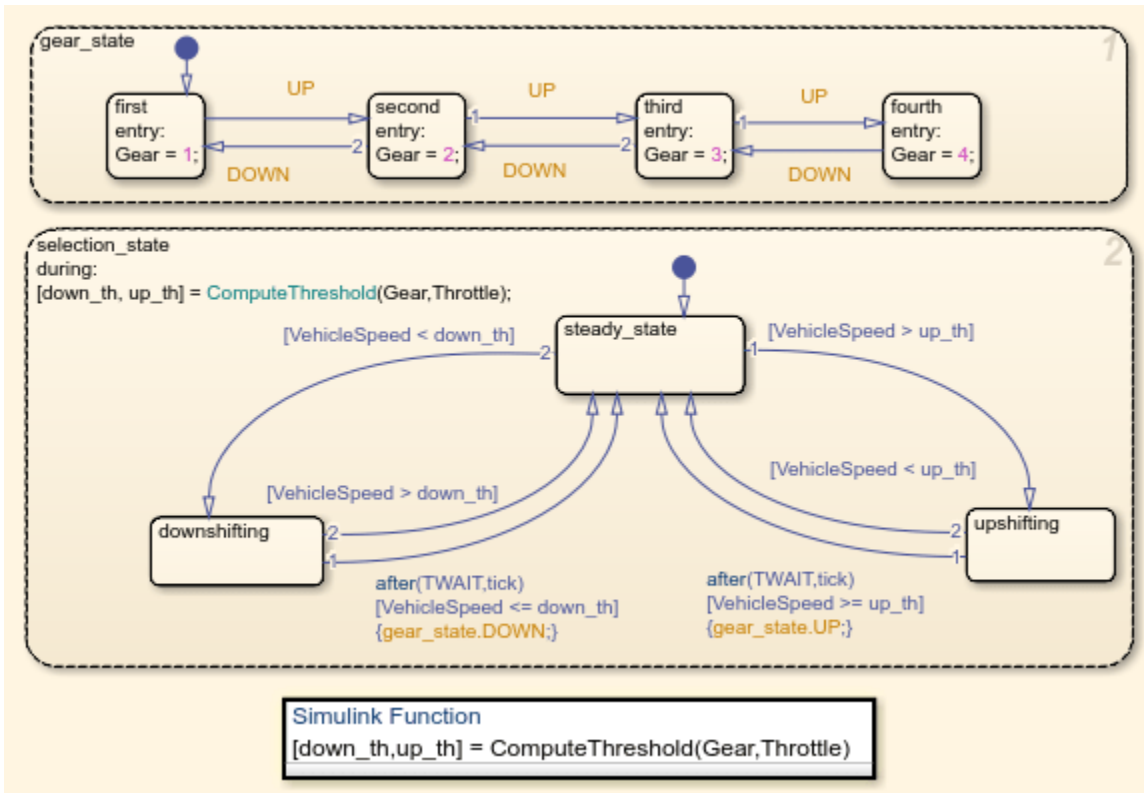 gear_state
1
first
entry:
Gear = 1;
UP
DOWN
2
second
entry:
Gear = 2;
1
UP
DOWN
2
third
entry:
Gear = 3;
1
UP
DOWN
fourth
entry:
Gear = 4;
selection_state
2
during:
[down_th, up_th] = ComputeThreshold(Gear,Throttle);
steady_state
[VehicleSpeed < down_th]
2
1
[VehicleSpeed > up_th]
[VehicleSpeed > down_th]
[VehicleSpeed < up_th]
downshifting
2
1
upshifting
2
1
after(TWAIT,tick)
[VehicleSpeed <= down_th]
{gear_state.DOWN;}
after(TWAIT,tick)
[VehicleSpeed >= up_th]
{gear_state.UP;}
Simulink Function
[down_th,up_th] = ComputeThreshold(Gear,Throttle)